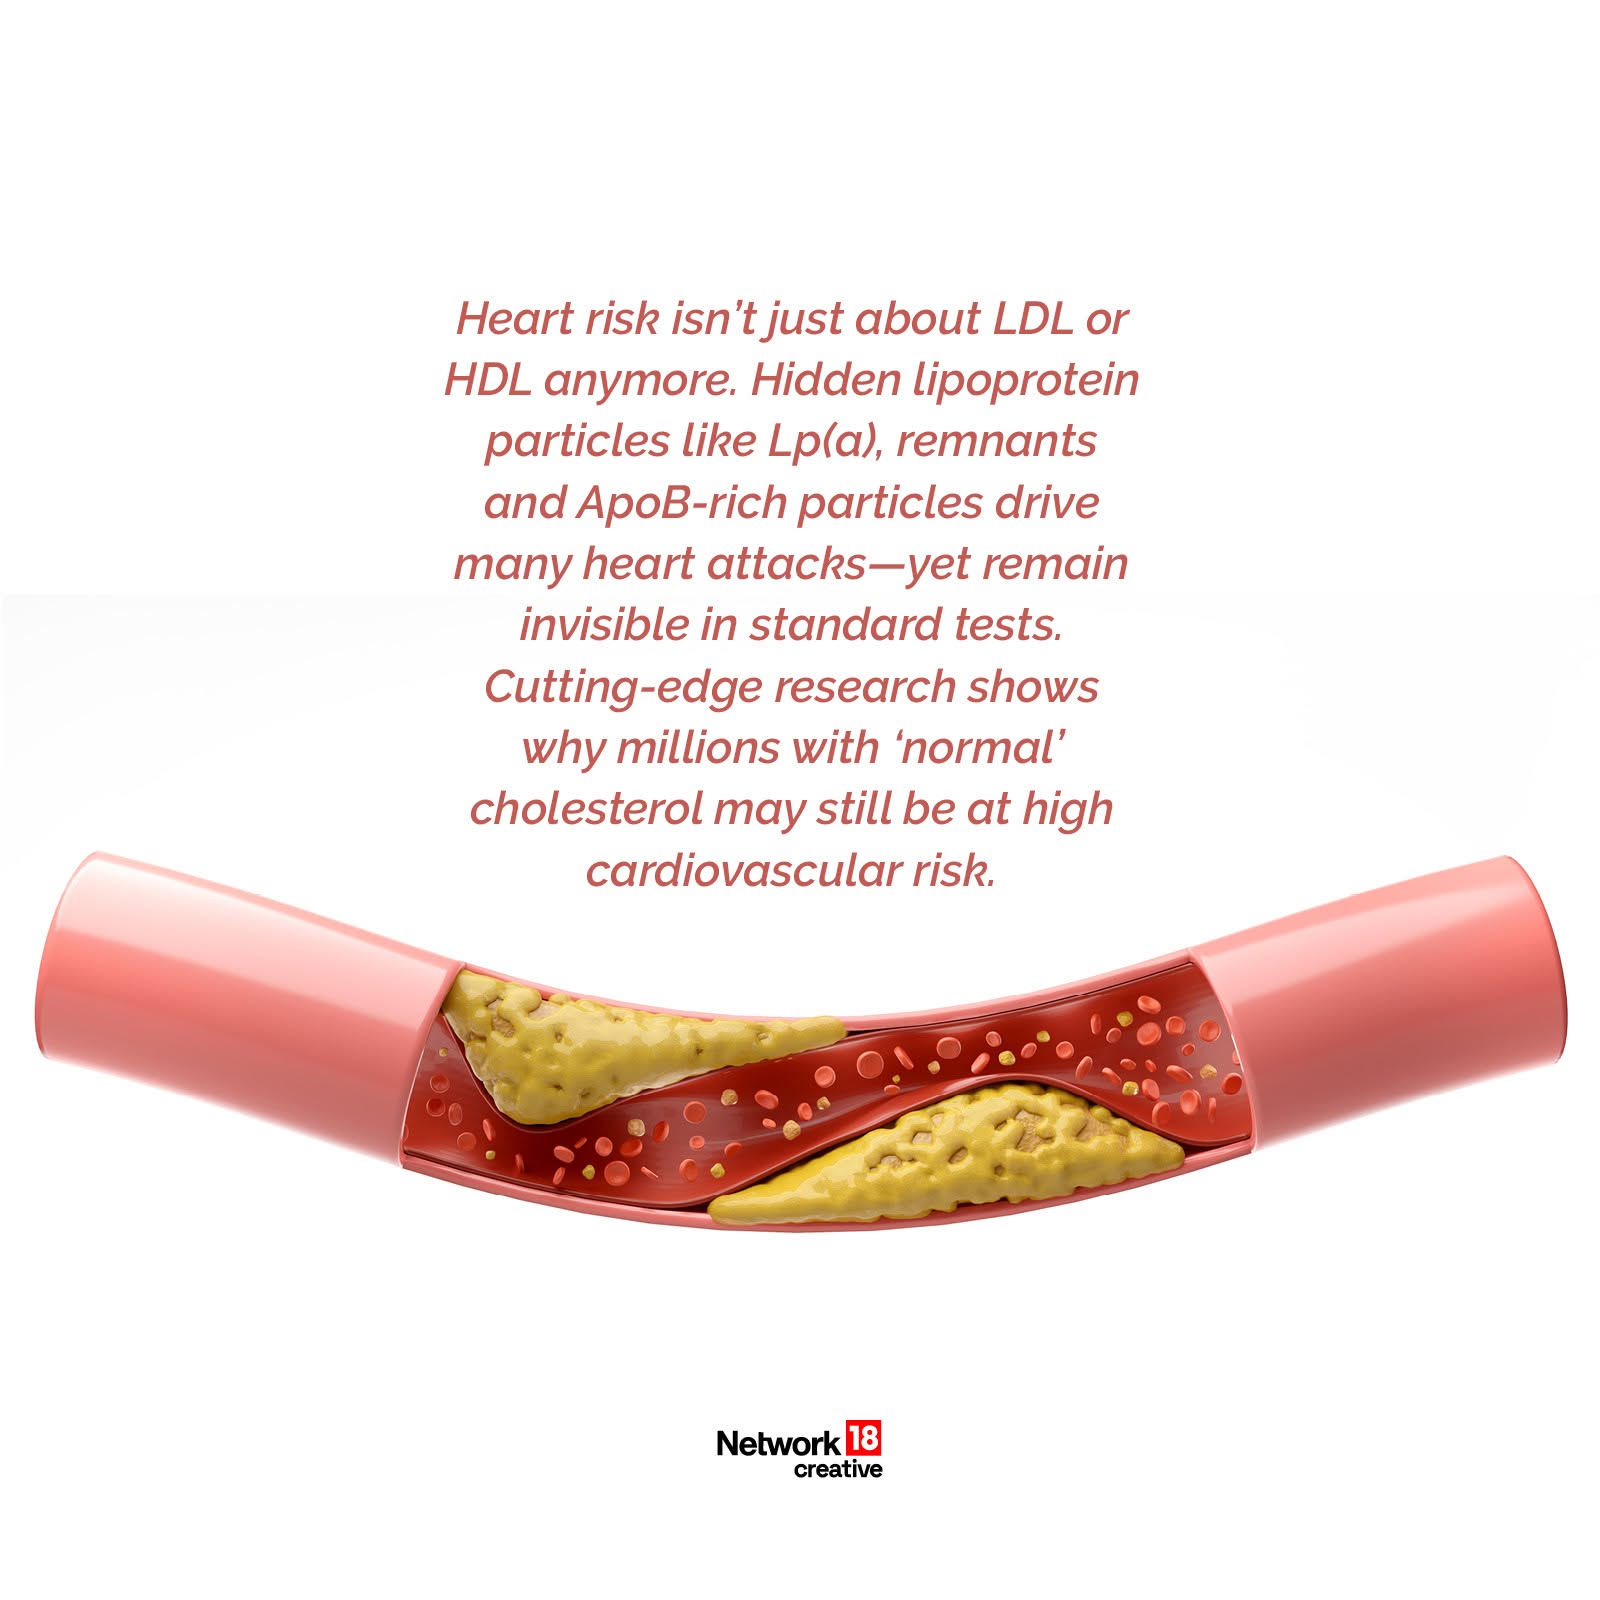 Heart risk isn’t just about LDL or
HDL anymore. Hidden lipoprotein
particles like Lp(a), remnants
and ApoB-rich particles drive
many heart attacks—yet remain
invisible in standard tests.
Cutting-edge research shows
why millions with ‘normal’
cholesterol may still be at high
cardiovascular risk.
Network 18
creative